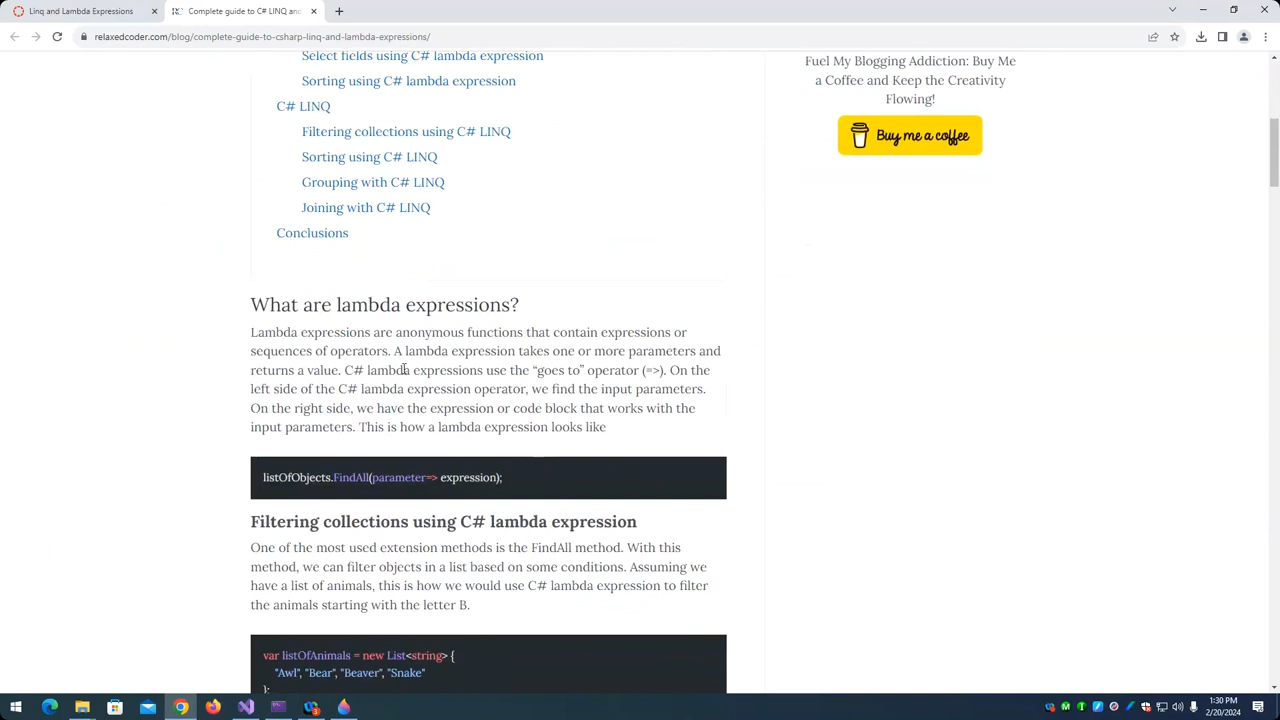 Linq and Lambda Expressions
Complete guide to C# LINQ and
relaxedcoder.com/blog/complete-guide-to-csharp-linq-and-lambda-expressions/
Select fields using C# lambda expression
Sorting using C# lambda expression
C# LINQ
Filtering collections using C# LINQ
Sorting using C# LINQ
Grouping with C# LINQ
Joining with C# LINQ
Conclusions
Fuel My Blogging Addiction: Buy Me
a Coffee and Keep the Creativity
Flowing!
Buy me a coffee
What are lambda expressions?
Lambda expressions are anonymous functions that contain expressions or
sequences of operators. A lambda expression takes one or more parameters and
returns a value. C# lambda expressions use the “goes to” operator (=>). On the
left side of the C# lambda expression operator, we find the input parameters.
On the right side, we have the expression or code block that works with the
input parameters. This is how a lambda expression looks like
listOfObjects.FindAll(parameter=> expression);
Filtering collections using C# lambda expression
One of the most used extension methods is the FindAll method. With this
method, we can filter objects in a list based on some conditions. Assuming we
have a list of animals, this is how we would use C# lambda expression to filter
the animals starting with the letter B.
var listOfAnimals = new List<string> {
"Awl", "Bear", "Beaver", "Snake"
};
1:30 PM
2/20/2024